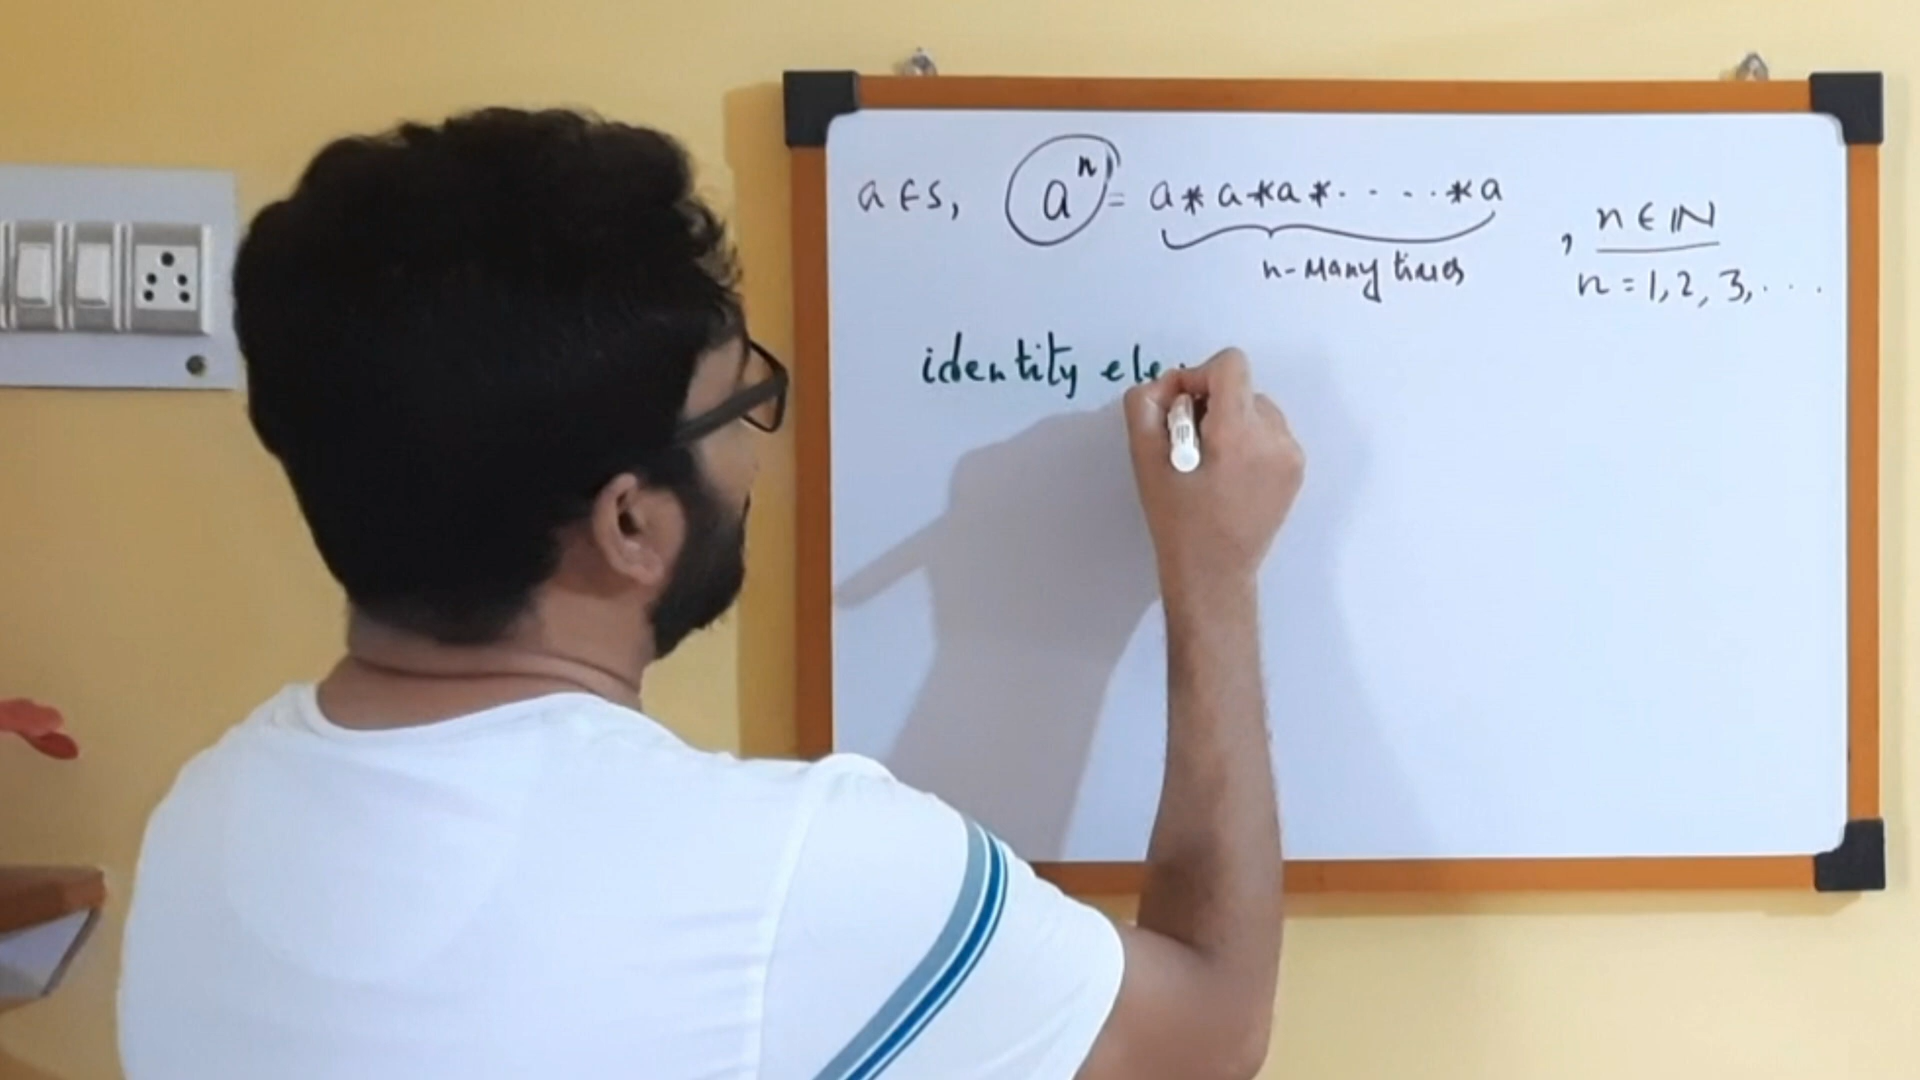 a ∈ S, aⁿ = a * a * a * · · · · · * a , n ∈ ℕ
n-many times n = 1, 2, 3, · · ·
identity ele